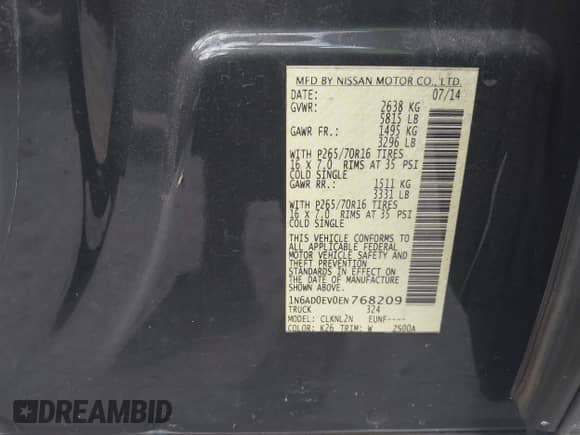 MFD BY NISSAN MOTOR CO., LTD.
DATE: 07/14
GVWR: 2638 KG
5815 LB
GAWR FR.: 1495 KG
3296 LB
WITH P265/70R16 TIRES
16 X 7.0 RIMS AT 35 PSI
COLD SINGLE
GAWR RR.: 1511 KG
3331 LB
WITH P265/70R16 TIRES
16 X 7.0 RIMS AT 35 PSI
COLD SINGLE
THIS VEHICLE CONFORMS TO
ALL APPLICABLE FEDERAL
MOTOR VEHICLE SAFETY AND
THEFT PREVENTION
STANDARDS IN EFFECT ON
THE DATE OF MANUFACTURE
SHOWN ABOVE.
1N6AD0EV0EN768209
TRUCK 324
MODEL: CLKNL2N EUNF----
COLOR: K26 TRIM: W 2500A
DREAMBID